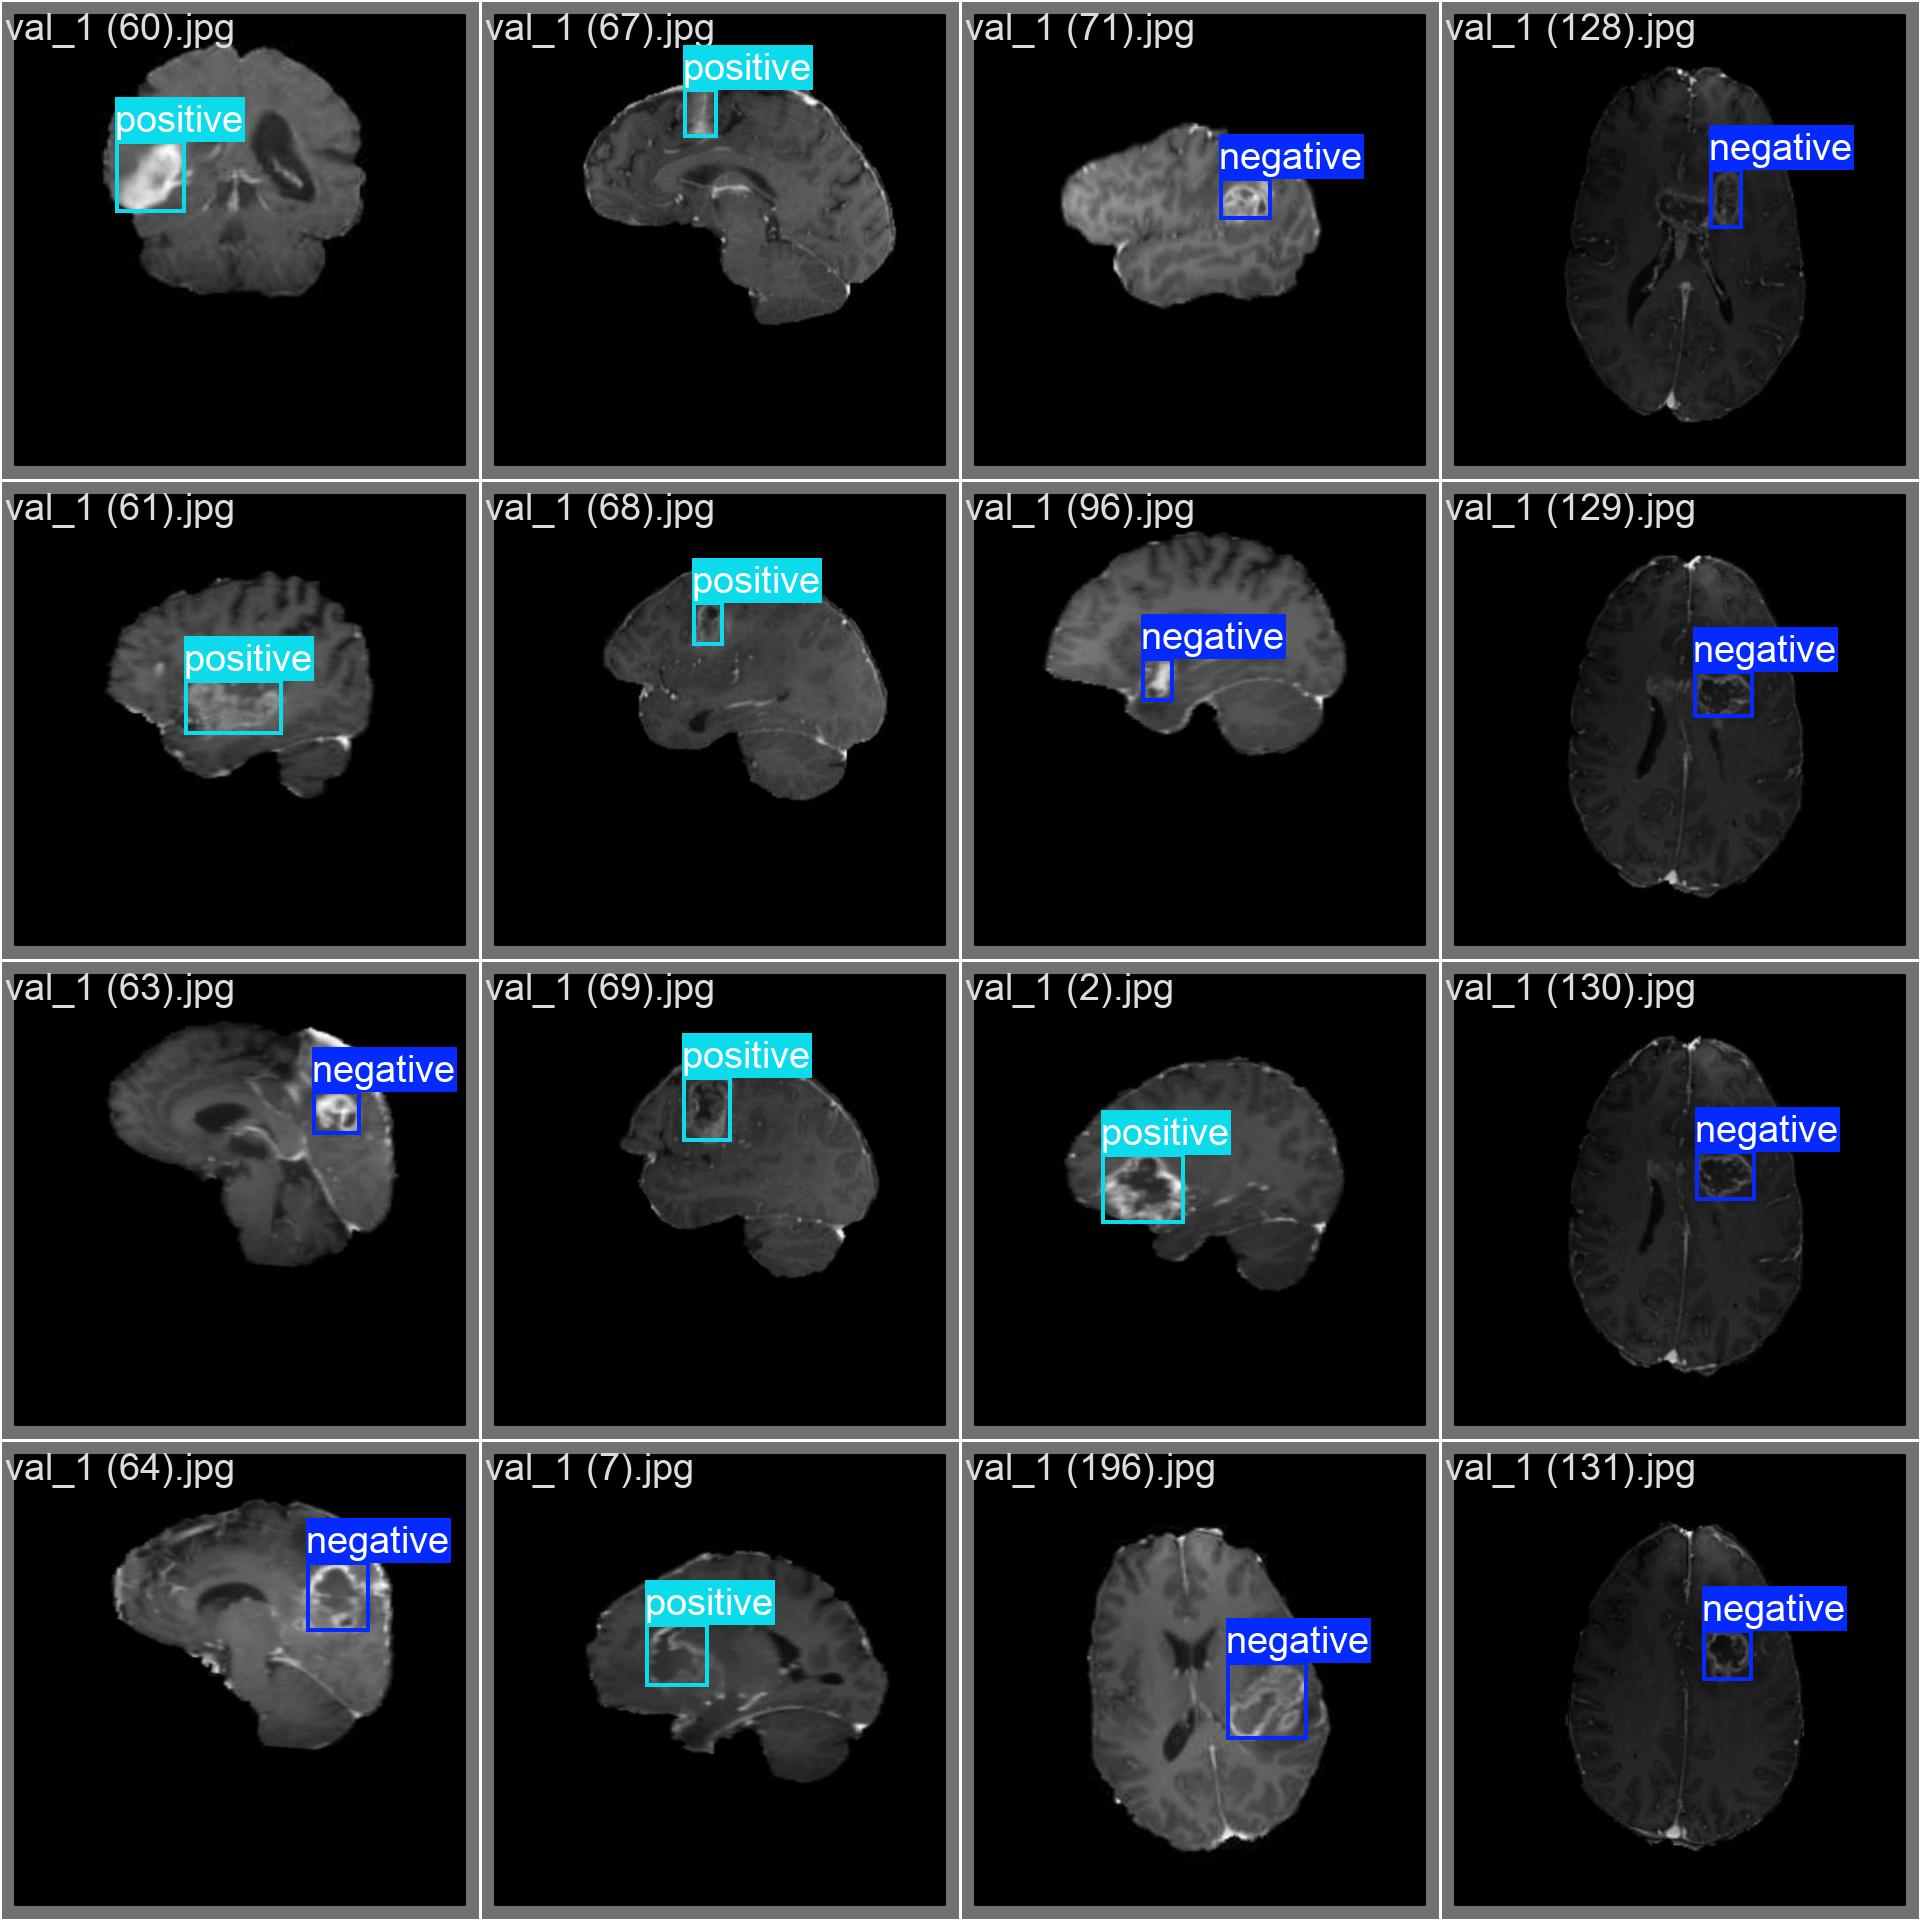 val_1 (60).jpg
positive
val_1 (67).jpg
positive
val_1 (71).jpg
negative
val_1 (128).jpg
negative
val_1 (61).jpg
positive
val_1 (68).jpg
positive
val_1 (96).jpg
negative
val_1 (129).jpg
negative
val_1 (63).jpg
negative
val_1 (69).jpg
positive
val_1 (2).jpg
positive
val_1 (130).jpg
negative
val_1 (64).jpg
negative
val_1 (7).jpg
positive
val_1 (196).jpg
negative
val_1 (131).jpg
negative